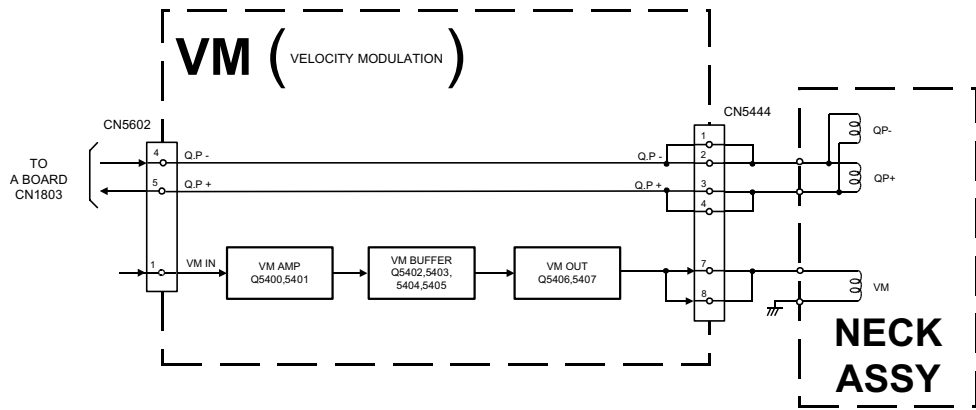 VM ( VELOCITY MODULATION )
CN5602
CN5444
TO
A BOARD
CN1803
4
Q.P -
5
Q.P +
1
VM IN
VM AMP
Q5400,5401
VM BUFFER
Q5402,5403,
5404,5405
VM OUT
Q5406,5407
Q.P -
Q.P +
1
2
3
4
7
8
QP-
QP+
VM
NECK
ASSY